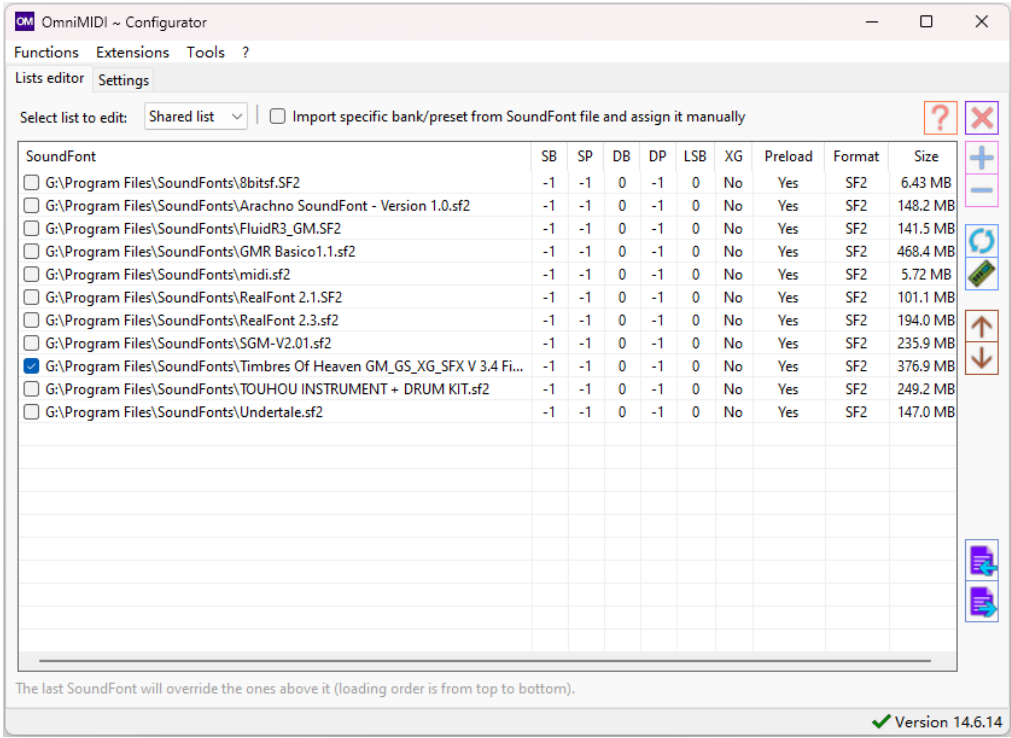 OM OmniMIDI ~ Configurator
Functions Extensions Tools ?
Lists editor Settings
Select list to edit: Shared list Import specific bank/preset from SoundFont file and assign it manually ?
SoundFont SB SP DB DP LSB XG Preload Format Size
G:\Program Files\SoundFonts\8bitsf.SF2 -1 -1 0 -1 0 No Yes SF2 6.43 MB
G:\Program Files\SoundFonts\Arachno SoundFont - Version 1.0.sf2 -1 -1 0 -1 0 No Yes SF2 148.2 MB
G:\Program Files\SoundFonts\FluidR3_GM.SF2 -1 -1 0 -1 0 No Yes SF2 141.5 MB
G:\Program Files\SoundFonts\GMR Basico1.1.sf2 -1 -1 0 -1 0 No Yes SF2 468.4 MB
G:\Program Files\SoundFonts\midi.sf2 -1 -1 0 -1 0 No Yes SF2 5.72 MB
G:\Program Files\SoundFonts\RealFont 2.1.SF2 -1 -1 0 -1 0 No Yes SF2 101.1 MB
G:\Program Files\SoundFonts\RealFont 2.3.sf2 -1 -1 0 -1 0 No Yes SF2 194.0 MB
G:\Program Files\SoundFonts\SGM-V2.01.sf2 -1 -1 0 -1 0 No Yes SF2 235.9 MB
G:\Program Files\SoundFonts\Timbres Of Heaven GM_GS_XG_SFX V 3.4 Fi... -1 -1 0 -1 0 No Yes SF2 376.9 MB
G:\Program Files\SoundFonts\TOUHOU INSTRUMENT + DRUM KIT.sf2 -1 -1 0 -1 0 No Yes SF2 249.2 MB
G:\Program Files\SoundFonts\Undertale.sf2 -1 -1 0 -1 0 No Yes SF2 147.0 MB
The last SoundFont will override the ones above it (loading order is from top to bottom).
Version 14.6.14